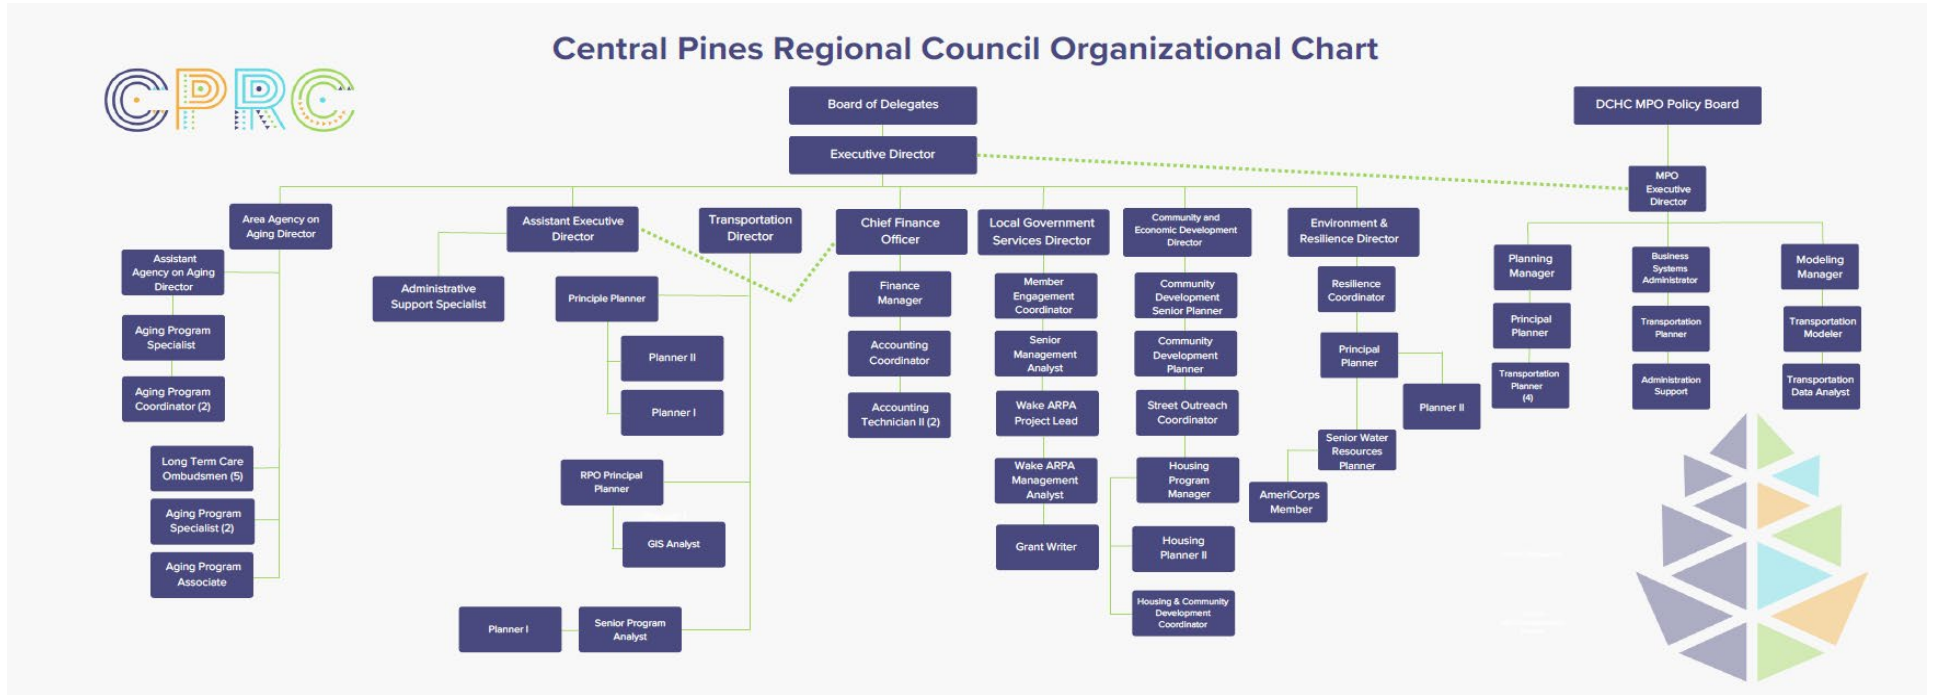 Central Pines Regional Council Organizational Chart
CPRC
Board of Delegates
DCHC MPO Policy Board
Executive Director
MPO
Executive
Director
Area Agency on
Aging Director
Assistant Executive
Director
Transportation
Director
Chief Finance
Officer
Local Government
Services Director
Community and
Economic Development
Director
Environment &
Resilience Director
Assistant
Agency on Aging
Director
Aging Program
Specialist
Aging Program
Coordinator (2)
Long Term Care
Ombudsmen (5)
Aging Program
Specialist (2)
Aging Program
Associate
Administrative
Support Specialist
Principle Planner
Planner II
Planner I
RPO Principal
Planner
GIS Analyst
Senior Program
Analyst
Planner I
Finance
Manager
Accounting
Coordinator
Accounting
Technician II (2)
Member
Engagement
Coordinator
Senior
Management
Analyst
Wake ARPA
Project Lead
Wake ARPA
Management
Analyst
Grant Writer
Community
Development
Senior Planner
Community
Development
Planner
Street Outreach
Coordinator
Housing
Program
Manager
Housing
Planner II
Housing & Community
Development
Coordinator
Resilience
Coordinator
Principal
Planner
Planner II
Senior Water
Resources
Planner
AmeriCorps
Member
Planning
Manager
Principal
Planner
Transportation
Planner
(4)
Business
Systems
Administrator
Transportation
Planner
Administration
Support
Modeling
Manager
Transportation
Modeler
Transportation
Data Analyst